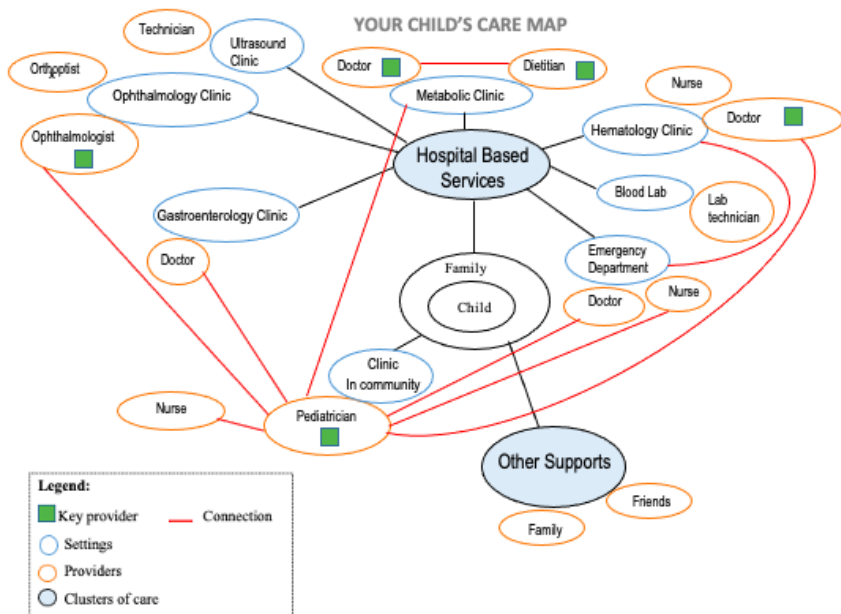 YOUR CHILD'S CARE MAP
Technician
Ultrasound
Clinic
Orthoptist
Ophthalmology Clinic
Ophthalmologist
Doctor
Dietitian
Metabolic Clinic
Nurse
Hematology Clinic
Doctor
Hospital Based
Services
Blood Lab
Lab
technician
Gastroenterology Clinic
Doctor
Emergency
Department
Doctor
Nurse
Family
Child
Clinic
In community
Nurse
Pediatrician
Other Supports
Friends
Family
Legend:
Key provider
Connection
Settings
Providers
Clusters of care